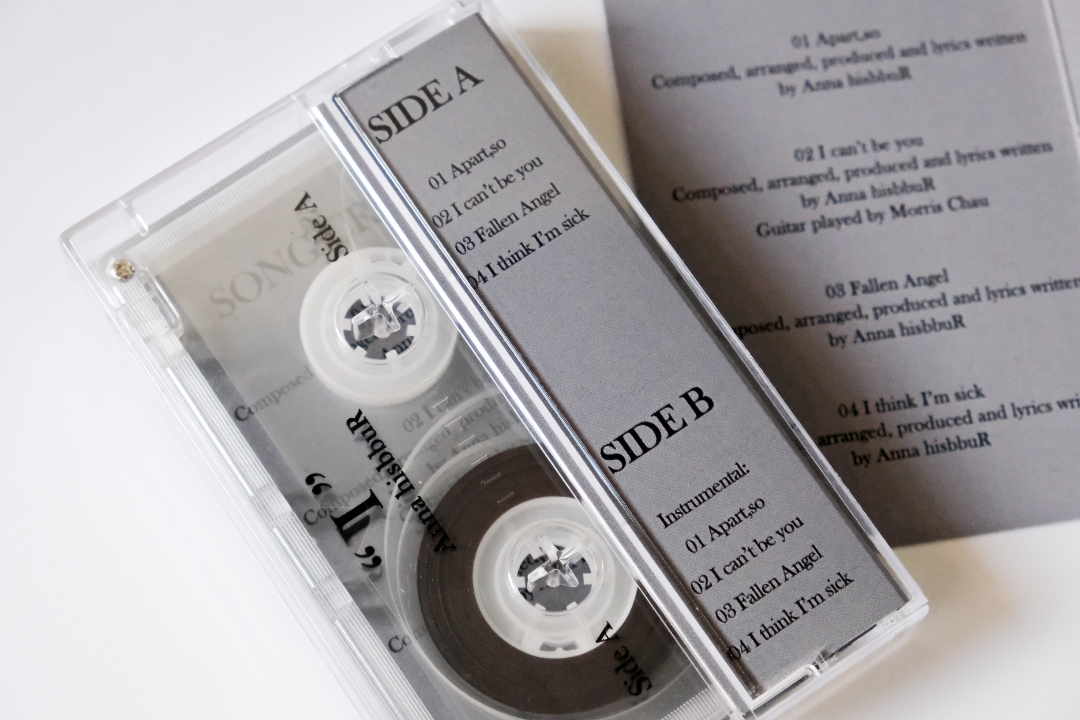 SIDE A
01 Apart,so
02 I can't be you
03 Fallen Angel
04 I think I'm sick
SIDE B
Instrumental:
01 Apart,so
02 I can't be you
03 Fallen Angel
04 I think I'm sick
Side A
“I”
Anna hisbbuR
Side A
SONG
Composed
02 I can't
01 Apart,so
Composed, arranged, produced and lyrics written
by Anna hisbbuR
02 I can't be you
Composed, arranged, produced and lyrics written
by Anna hisbbuR
Guitar played by Morris Chau
03 Fallen Angel
posed, arranged, produced and lyrics written
by Anna hisbbuR
04 I think I'm sick
arranged, produced and lyrics wri
by Anna hisbbuR